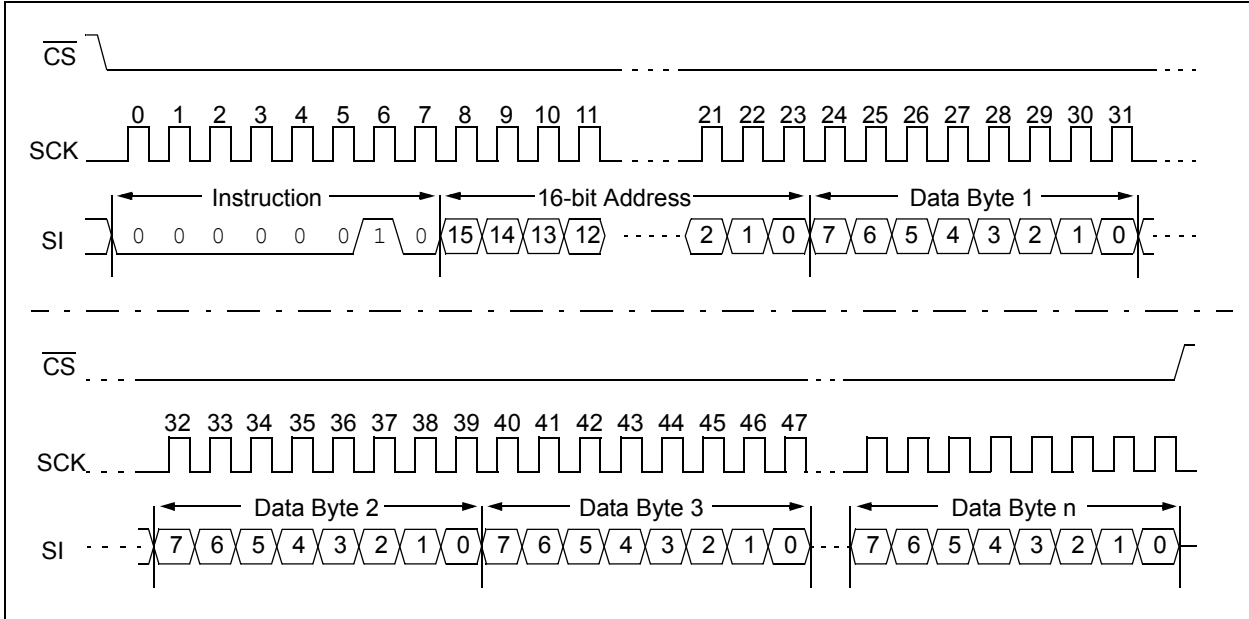 CS
0 1 2 3 4 5 6 7 8 9 10 11 21 22 23 24 25 26 27 28 29 30 31
SCK
Instruction 16-bit Address Data Byte 1
SI 0 0 0 0 0 0 1 0 15 14 13 12 2 1 0 7 6 5 4 3 2 1 0
CS
32 33 34 35 36 37 38 39 40 41 42 43 44 45 46 47
SCK
Data Byte 2 Data Byte 3 Data Byte n
SI 7 6 5 4 3 2 1 0 7 6 5 4 3 2 1 0 7 6 5 4 3 2 1 0